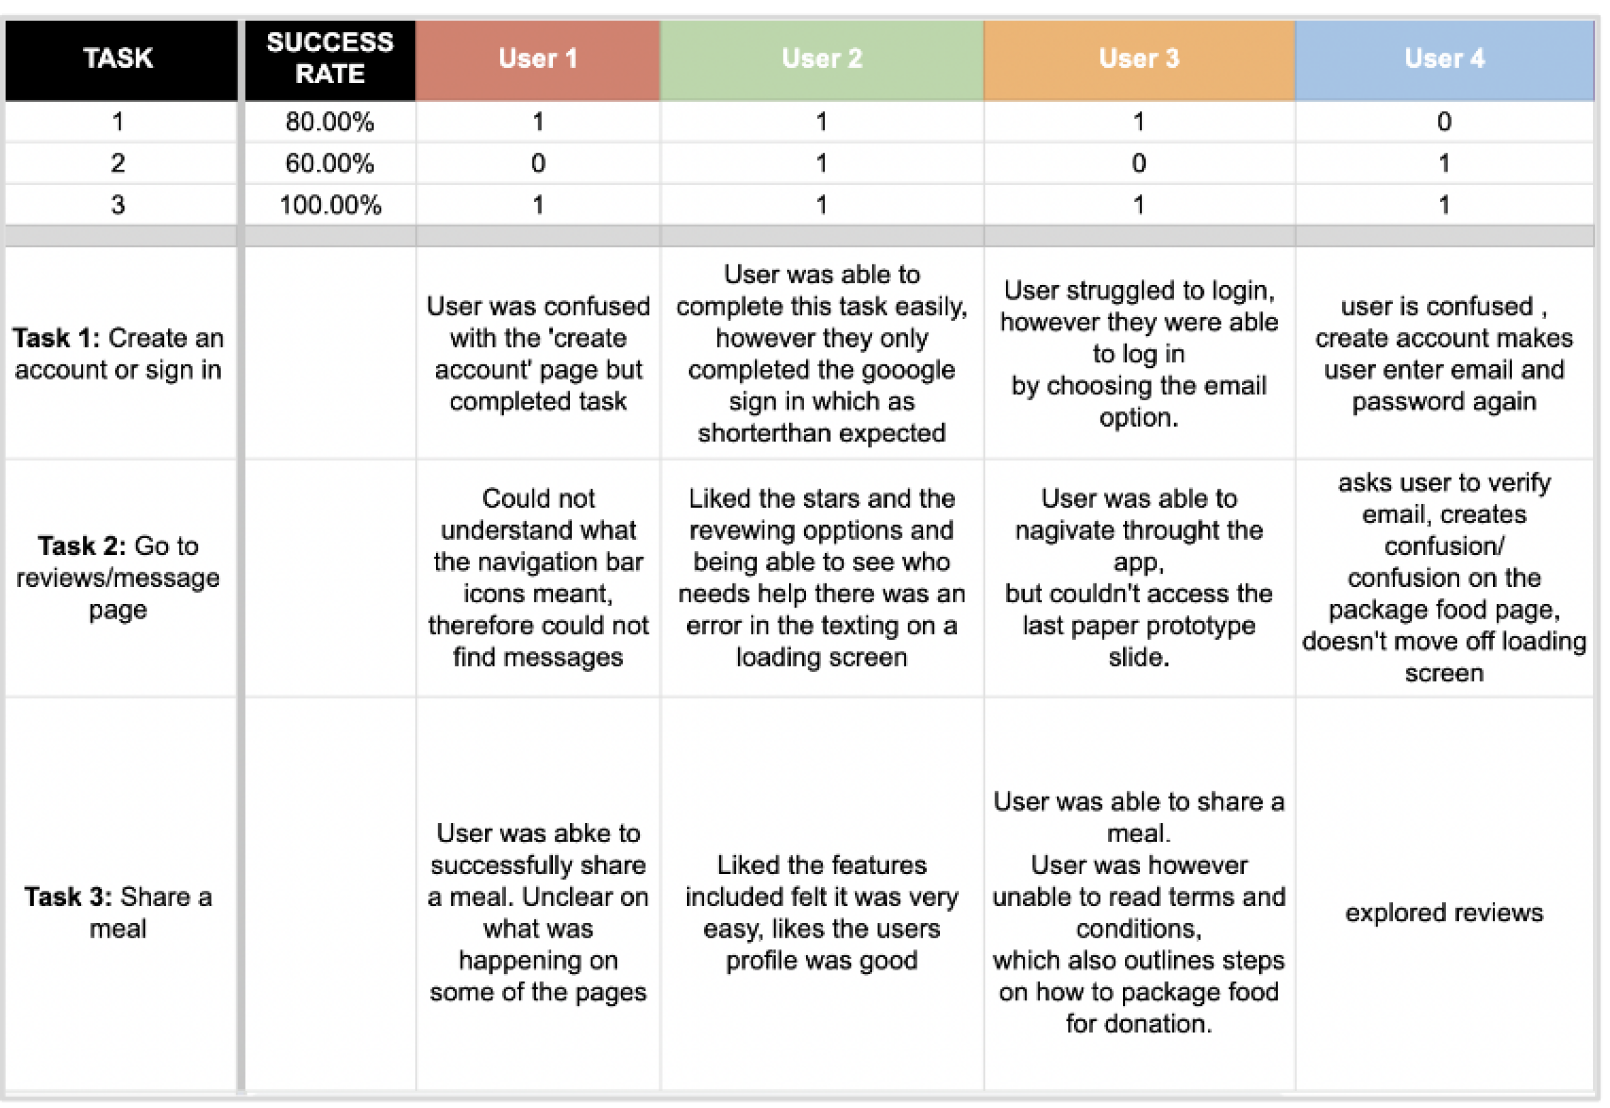 TASK
SUCCESS
RATE
User 1
User 2
User 3
User 4
1
80.00%
1
1
1
0
2
60.00%
0
1
0
1
3
100.00%
1
1
1
1
Task 1: Create an
account or sign in
User was confused
with the 'create
account' page but
completed task
User was able to
complete this task easily,
however they only
completed the gooogle
sign in which as
shorterthan expected
User struggled to login,
however they were able
to log in
by choosing the email
option.
user is confused ,
create account makes
user enter email and
password again
Task 2: Go to
reviews/message
page
Could not
understand what
the navigation bar
icons meant,
therefore could not
find messages
Liked the stars and the
revewing opptions and
being able to see who
needs help there was an
error in the texting on a
loading screen
User was able to
nagivate throught the
app,
but couldn't access the
last paper prototype
slide.
asks user to verify
email, creates
confusion/
confusion on the
package food page,
doesn't move off loading
screen
Task 3: Share a
meal
User was abke to
successfully share
a meal. Unclear on
what was
happening on
some of the pages
Liked the features
included felt it was very
easy, likes the users
profile was good
User was able to share a
meal.
User was however
unable to read terms and
conditions,
which also outlines steps
on how to package food
for donation.
explored reviews